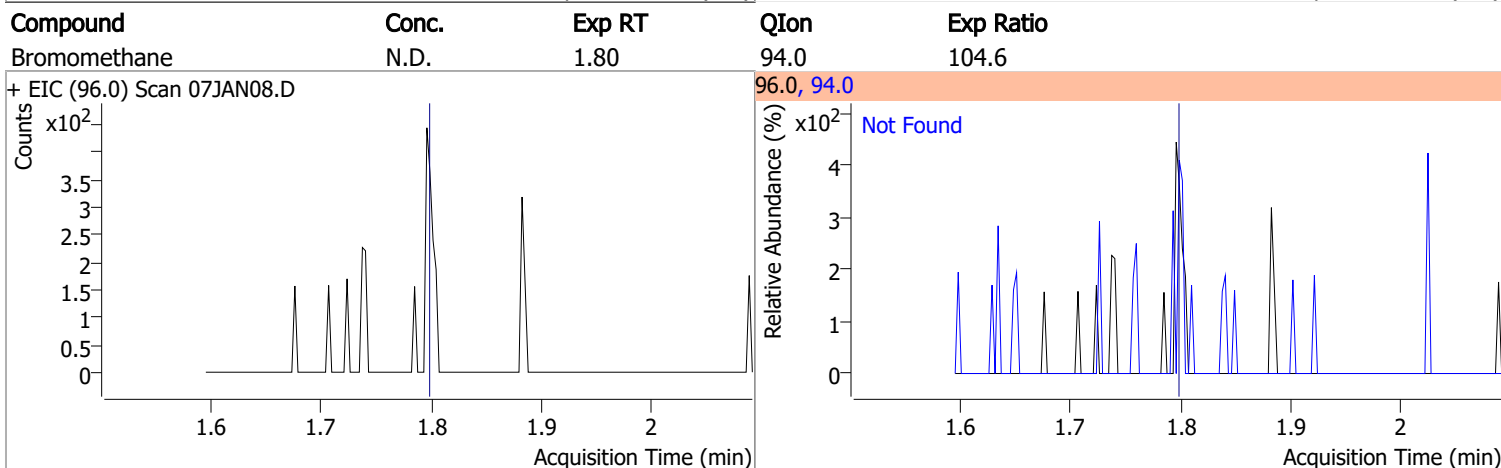 Compound Conc. Exp RT QIon Exp Ratio
Bromomethane N.D. 1.80 94.0 104.6
+ EIC (96.0) Scan 07JAN08.D
96.0, 94.0
Counts
x10²
3.5
3
2.5
2
1.5
1
0.5
0
1.6 1.7 1.8 1.9 2
Acquisition Time (min)
Relative Abundance (%)
x10²
Not Found
4
3
2
1
0
1.6 1.7 1.8 1.9 2
Acquisition Time (min)